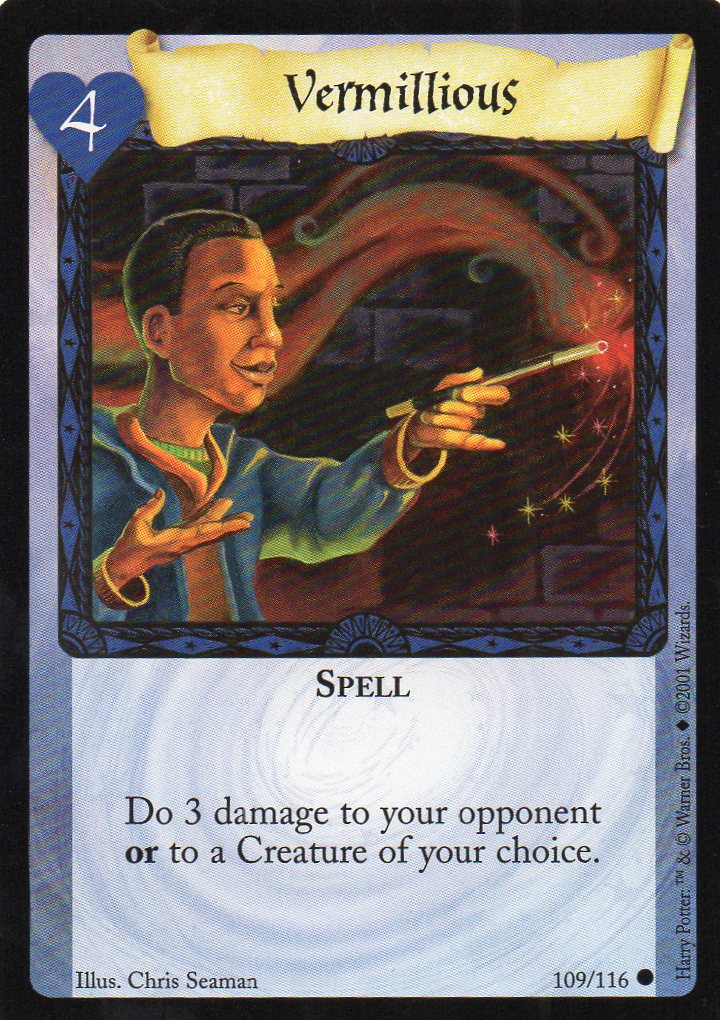 Vermillious
4
SPELL
Do 3 damage to your opponent
or to a Creature of your choice.
Illus. Chris Seaman
109/116
Harry Potter: ™ & © Warner Bros. ◆ ©2001 Wizards.